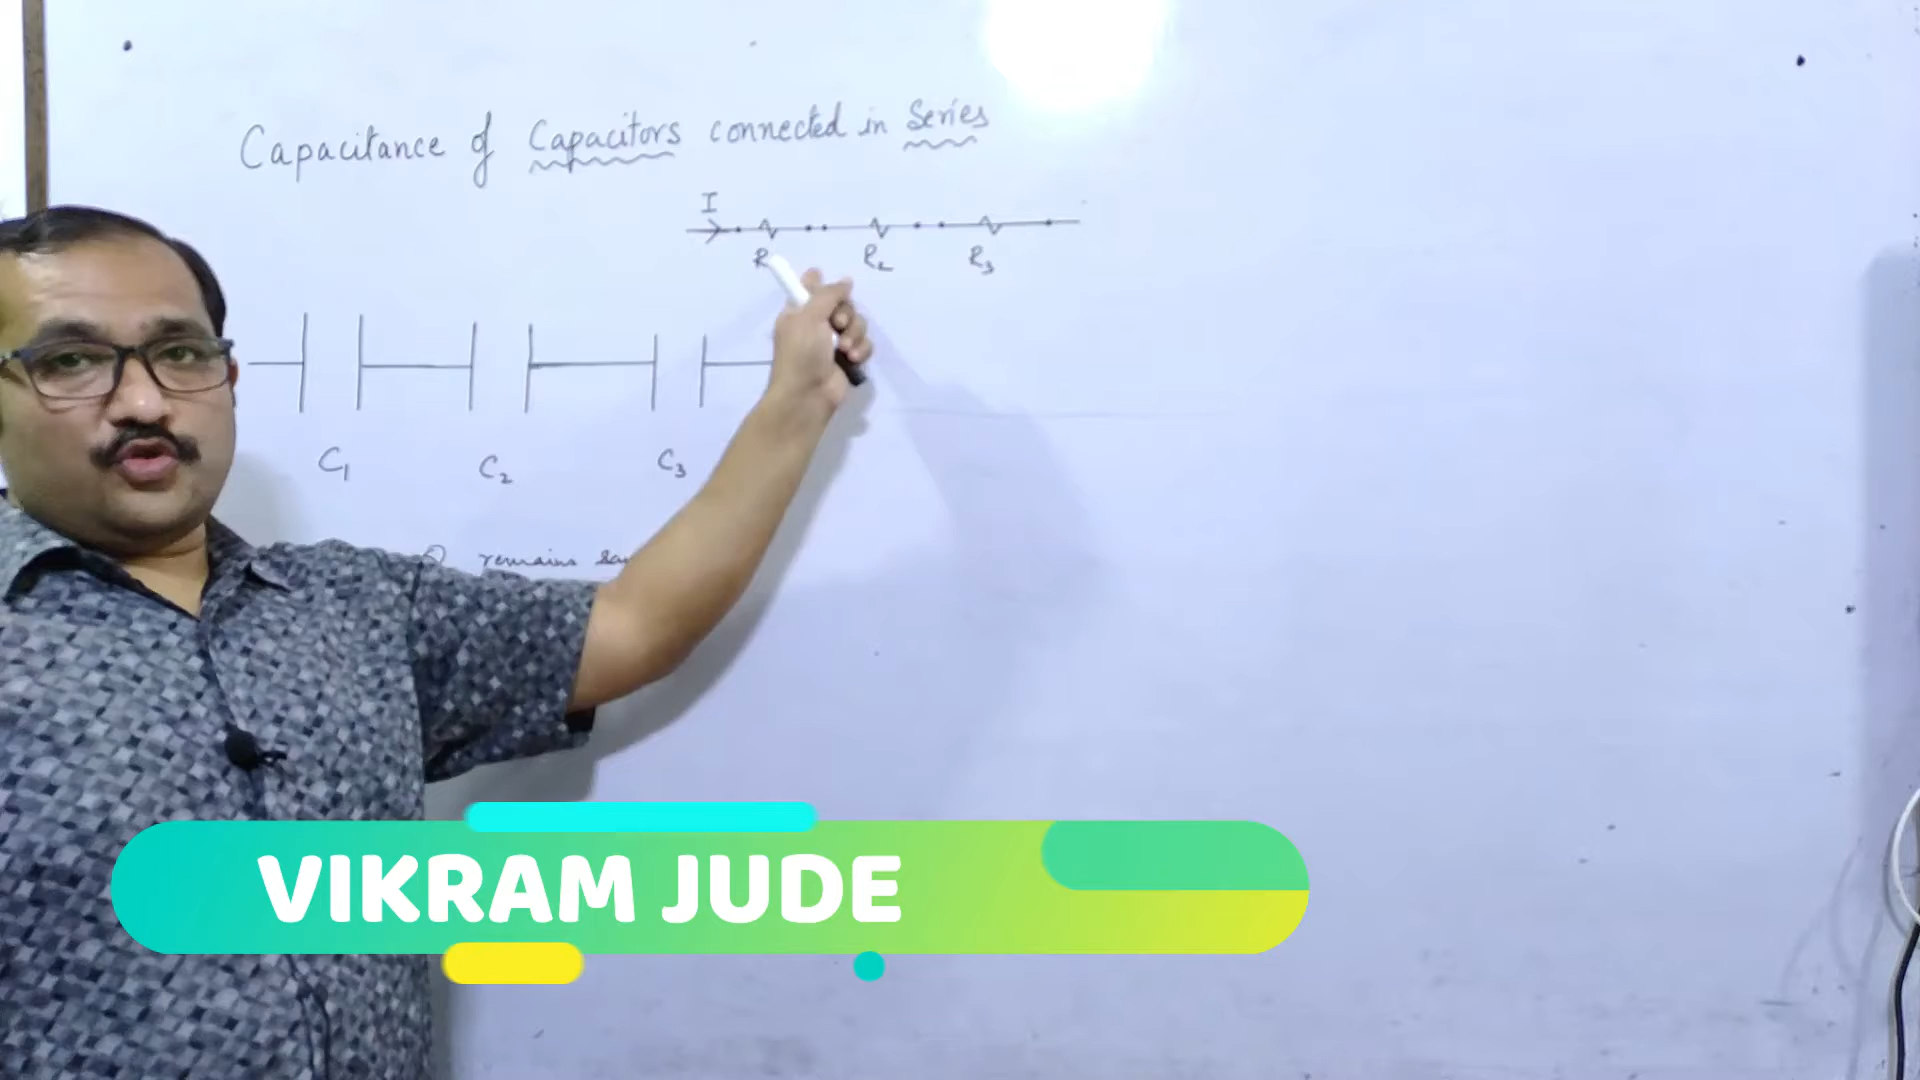 Capacitance of Capacitors connected in Series
I
R R2 R3
C1 C2 C3
Q remains
VIKRAM JUDE